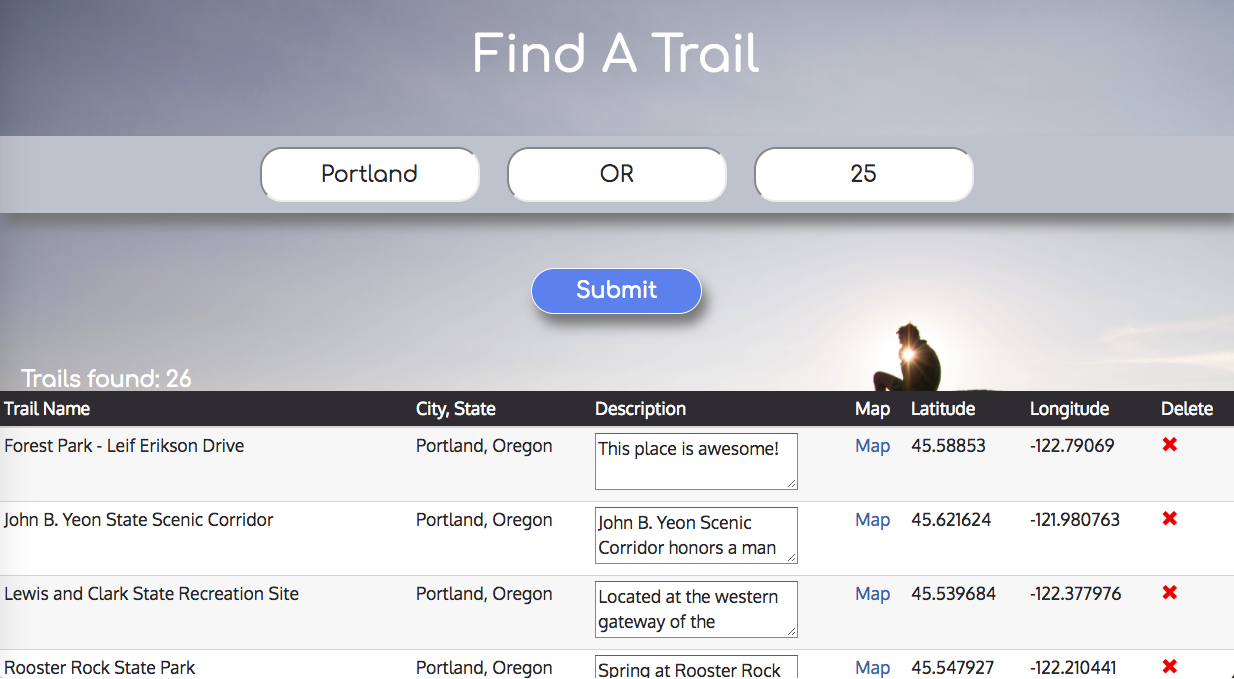 Find A Trail
Portland OR 25
Submit
Trails found: 26
Trail Name City, State Description Map Latitude Longitude Delete
Forest Park - Leif Erikson Drive Portland, Oregon This place is awesome! Map 45.58853 -122.79069
John B. Yeon State Scenic Corridor Portland, Oregon John B. Yeon Scenic Map 45.621624 -121.980763
Corridor honors a man
Lewis and Clark State Recreation Site Portland, Oregon Located at the western Map 45.539684 -122.377976
gateway of the
Rooster Rock State Park Portland, Oregon Spring at Rooster Rock Map 45.547927 -122.210441